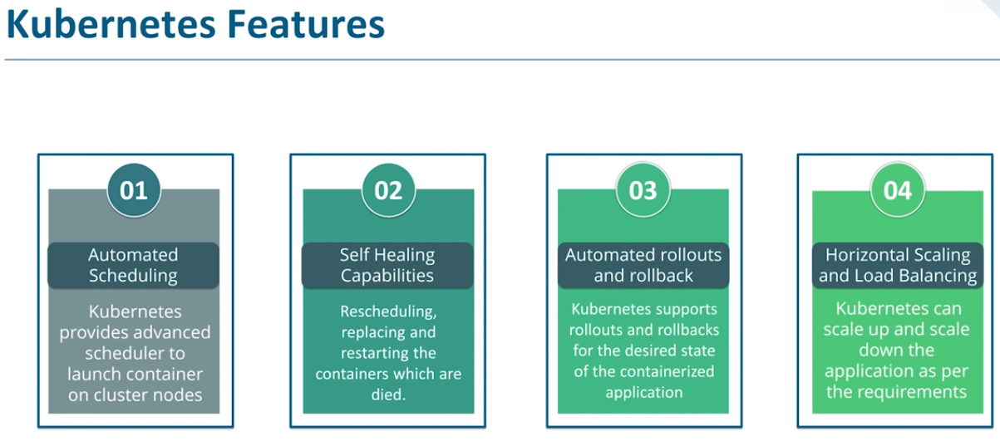 Kubernetes Features
01
Automated
Scheduling
Kubernetes
provides advanced
scheduler to
launch container
on cluster nodes
02
Self Healing
Capabilities
Rescheduling,
replacing and
restarting the
containers which are
died.
03
Automated rollouts
and rollback
Kubernetes supports
rollouts and rollbacks
for the desired state
of the containerized
application
04
Horizontal Scaling
and Load Balancing
Kubernetes can
scale up and scale
down the
application as per
the requirements